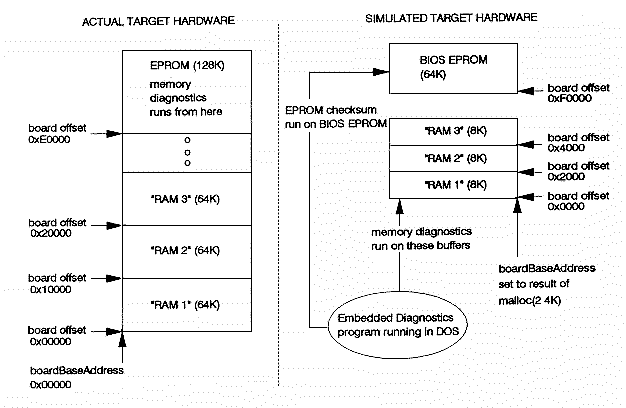 ACTUAL TARGET HARDWARE
EPROM (128K)
memory
diagnostics
runs from here
board offset
0xE0000
"RAM 3" (64K)
board offset
0x20000
"RAM 2" (64K)
board offset
0x10000
"RAM 1" (64K)
board offset
0x00000
boardBaseAddress
0x00000
SIMULATED TARGET HARDWARE
BIOS EPROM
(64K)
board offset
0xF0000
EPROM checksum
run on BIOS EPROM
"RAM 3" (8K)
board offset
0x4000
"RAM 2" (8K)
board offset
0x2000
"RAM 1" (8K)
board offset
0x0000
memory diagnostics
run on these buffers
boardBaseAddress
set to result of
malloc(2 4K)
Embedded Diagnostics
program running in DOS